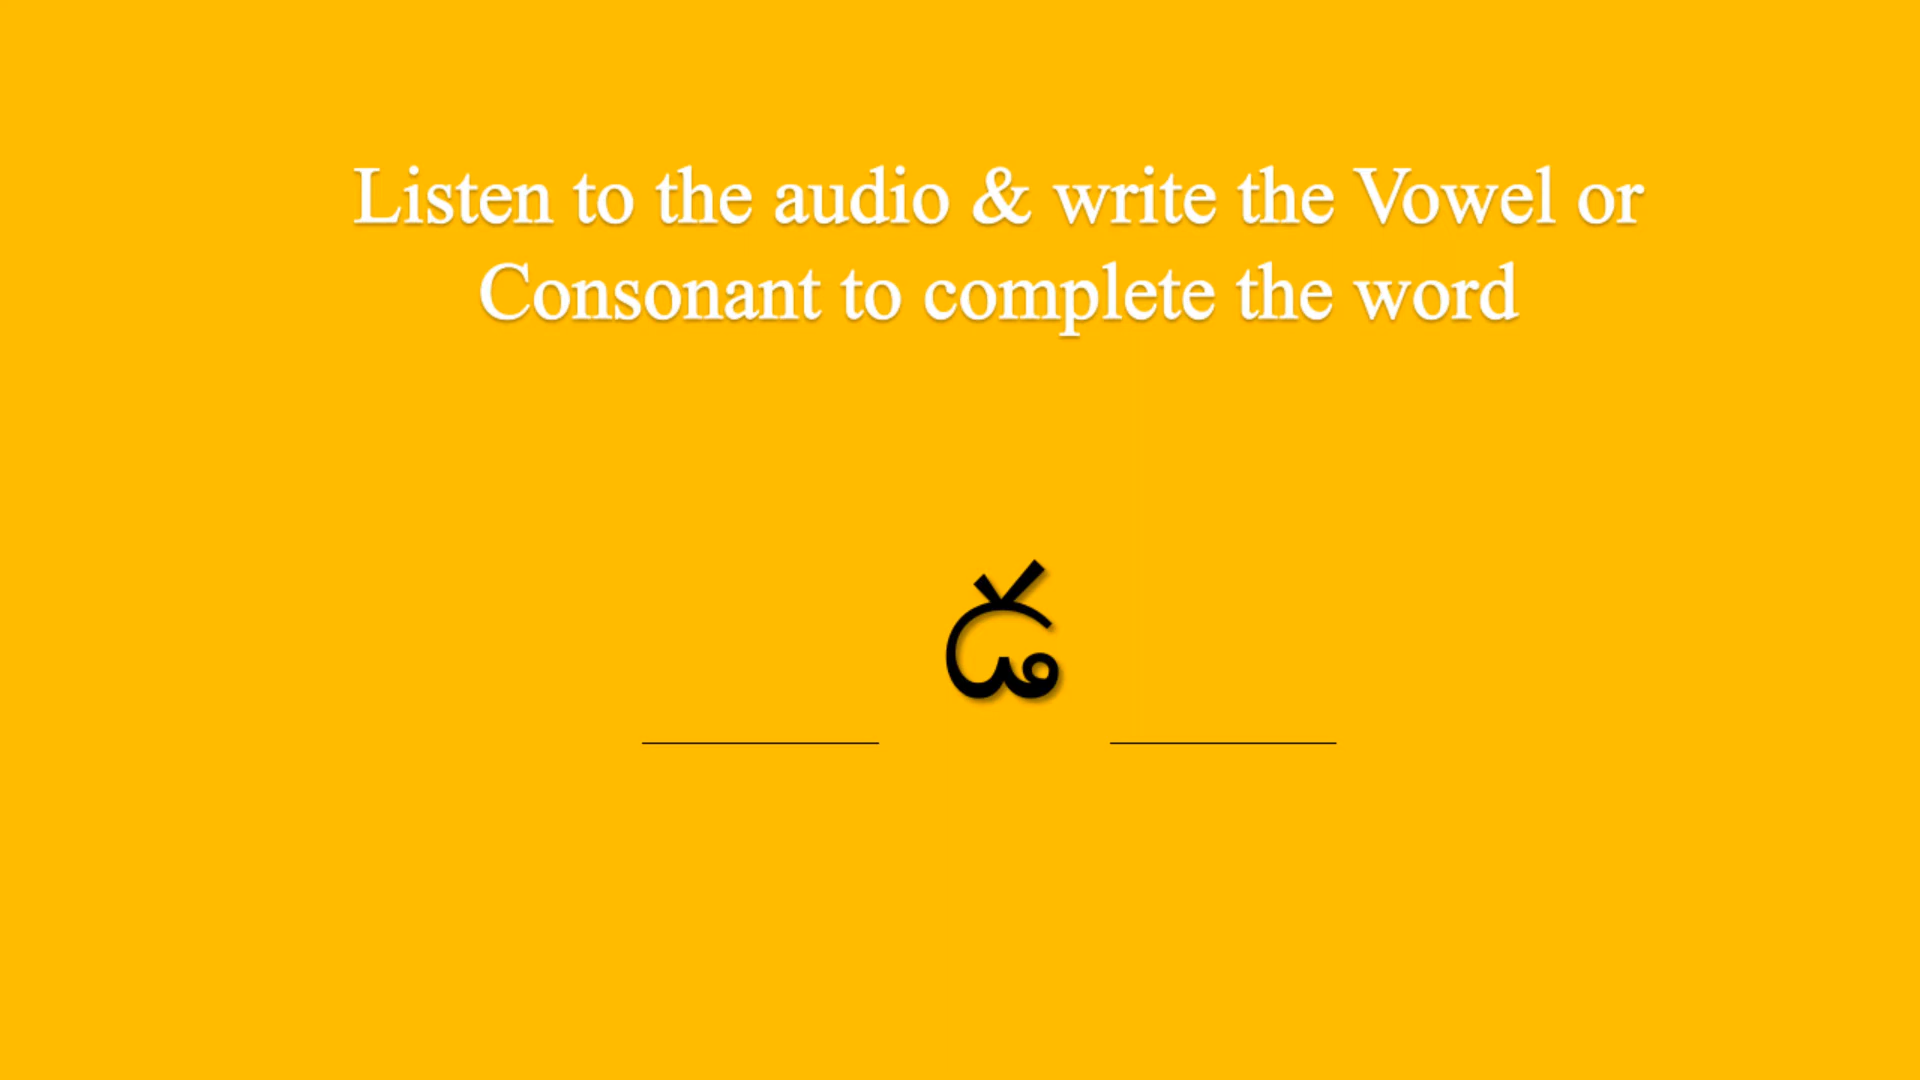 Listen to the audio & write the Vowel or
Consonant to complete the word
డ